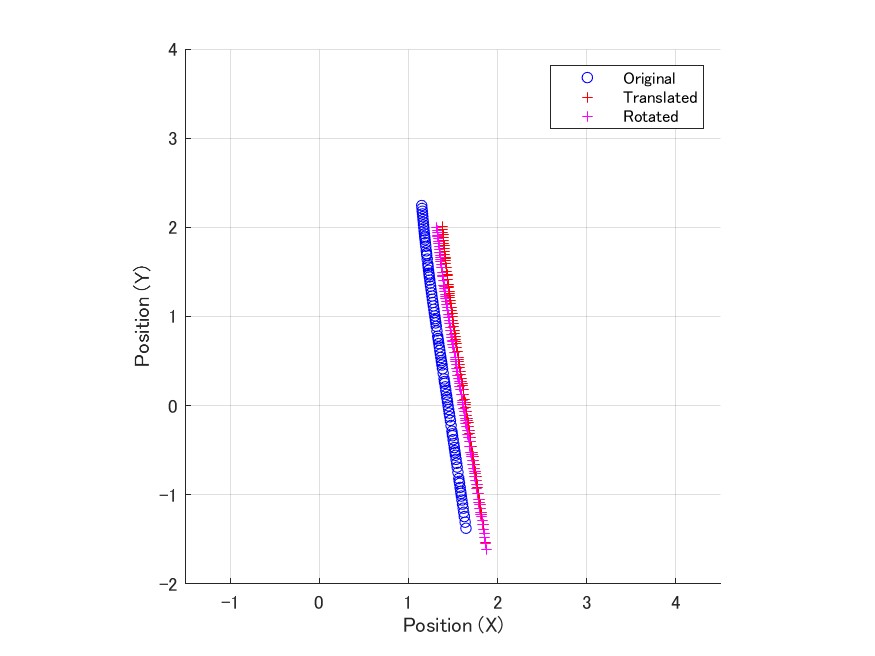 4
3
2
1
0
−1
−2
−1
0
1
2
3
4
Position (Y)
Position (X)
Original
Translated
Rotated